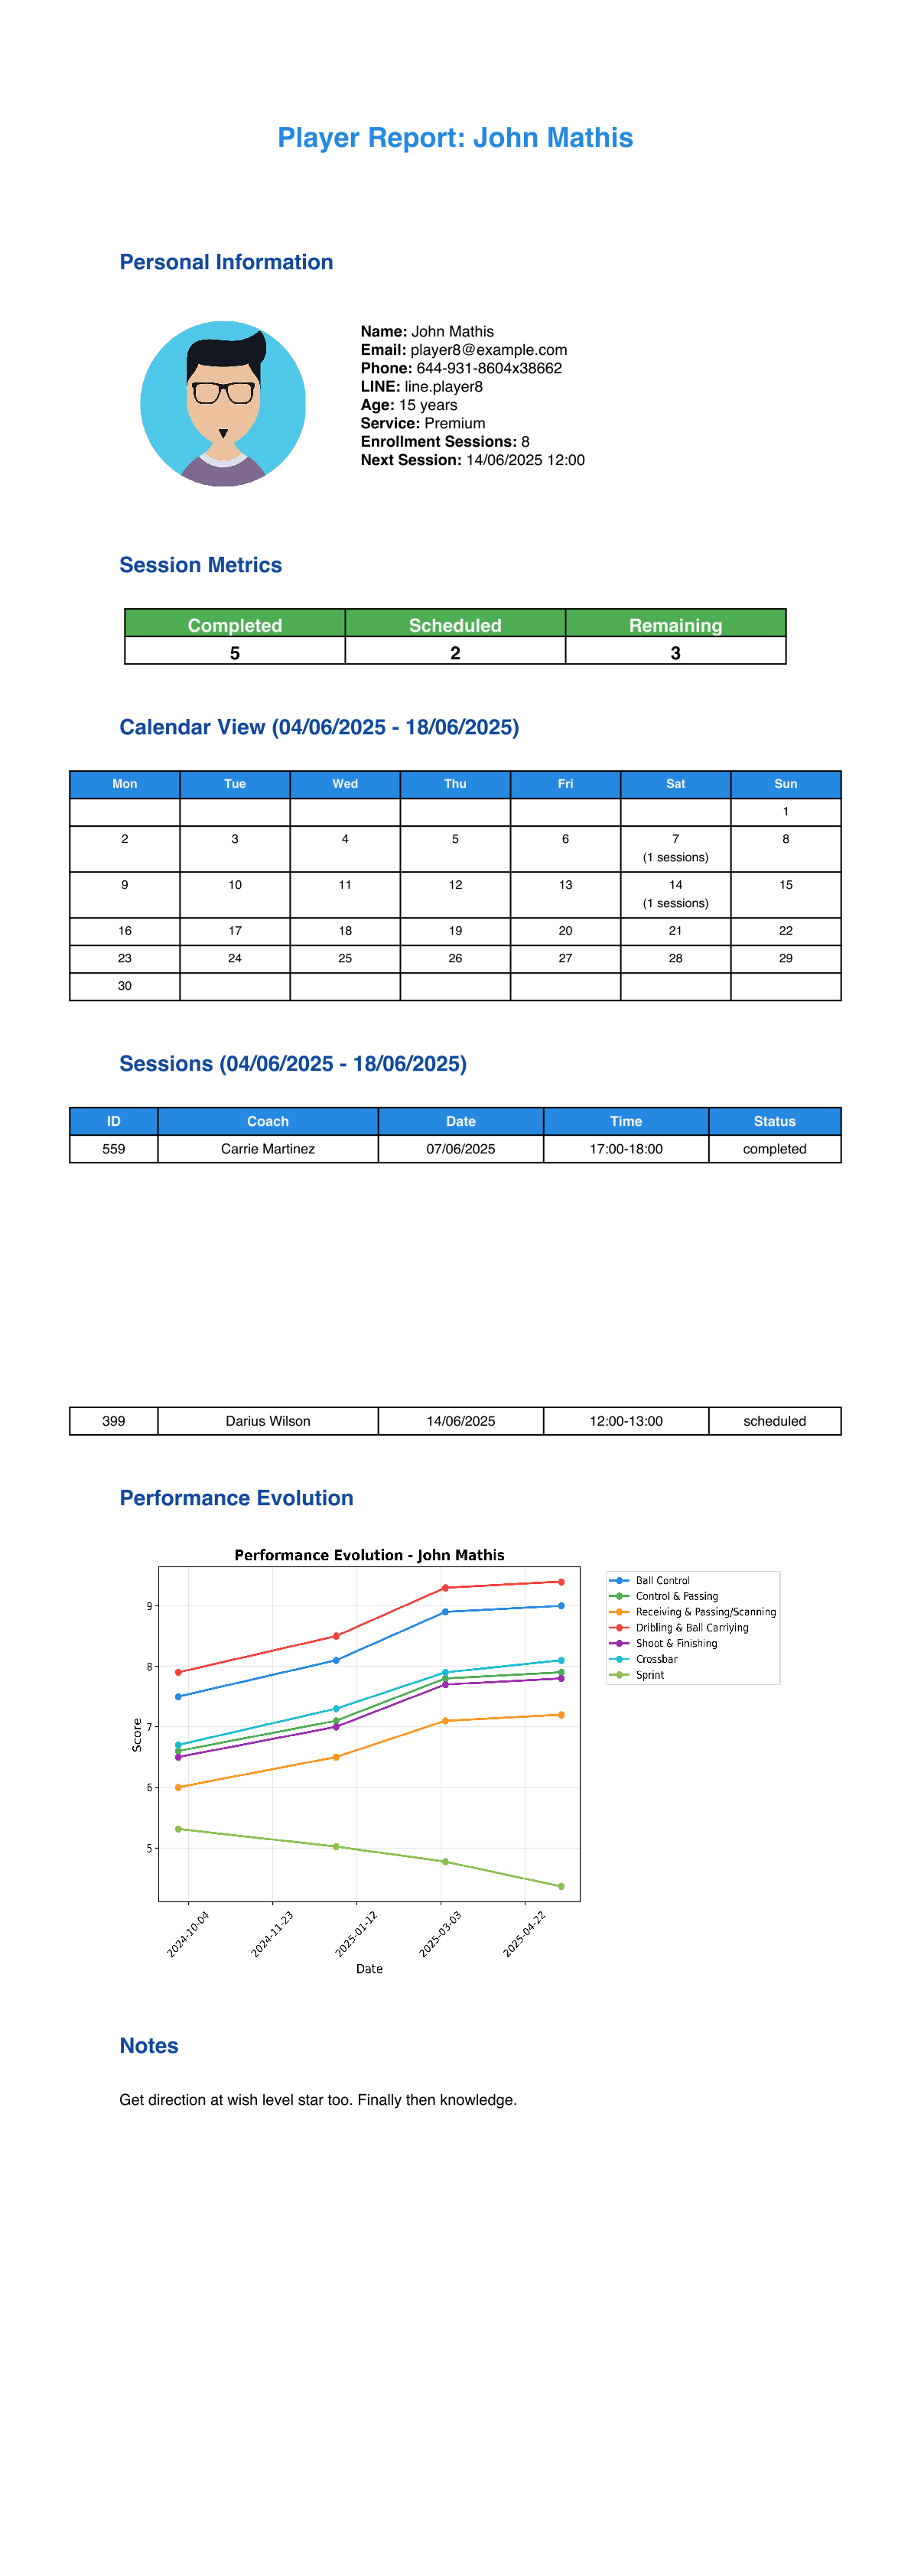 Player Report: John Mathis
Personal Information
Name: John Mathis
Email: player8@example.com
Phone: 644-931-8604x38662
LINE: line.player8
Age: 15 years
Service: Premium
Enrollment Sessions: 8
Next Session: 14/06/2025 12:00
Session Metrics
Completed Scheduled Remaining
5 2 3
Calendar View (04/06/2025 - 18/06/2025)
Mon Tue Wed Thu Fri Sat Sun
1
2 3 4 5 6 7 8
(1 sessions)
9 10 11 12 13 14 15
(1 sessions)
16 17 18 19 20 21 22
23 24 25 26 27 28 29
30
Sessions (04/06/2025 - 18/06/2025)
ID Coach Date Time Status
559 Carrie Martinez 07/06/2025 17:00-18:00 completed
399 Darius Wilson 14/06/2025 12:00-13:00 scheduled
Performance Evolution
Performance Evolution - John Mathis
Ball Control
Control & Passing
Receiving & Passing/Scanning
Dribling & Ball Carriying
Shoot & Finishing
Crossbar
Sprint
Score
9
8
7
6
5
2024-10-04 2024-11-23 2025-01-12 2025-03-03 2025-04-22
Date
Notes
Get direction at wish level star too. Finally then knowledge.